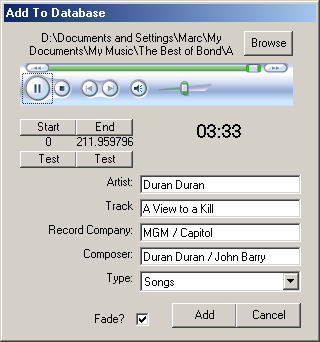 Add To Database
D:\Documents and Settings\Marc\My
Documents\My Music\The Best of Bond\A
Browse
Start End
0 211.959796
Test Test
03:33
Artist: Duran Duran
Track A View to a Kill
Record Company: MGM / Capitol
Composer: Duran Duran / John Barry
Type: Songs
Fade? Add Cancel